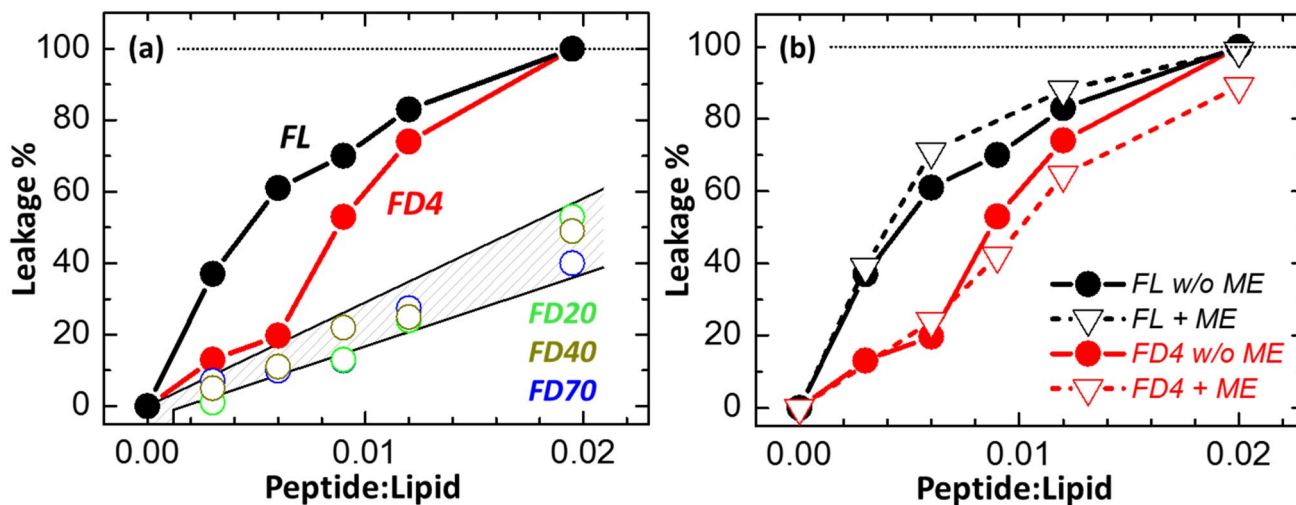 (a)
100
80
60
40
20
0
Leakage %
FL
FD4
FD20
FD40
FD70
0.00
0.01
0.02
Peptide:Lipid
(b)
100
80
60
40
20
0
Leakage %
FL w/o ME
FL + ME
FD4 w/o ME
FD4 + ME
0.00
0.01
0.02
Peptide:Lipid